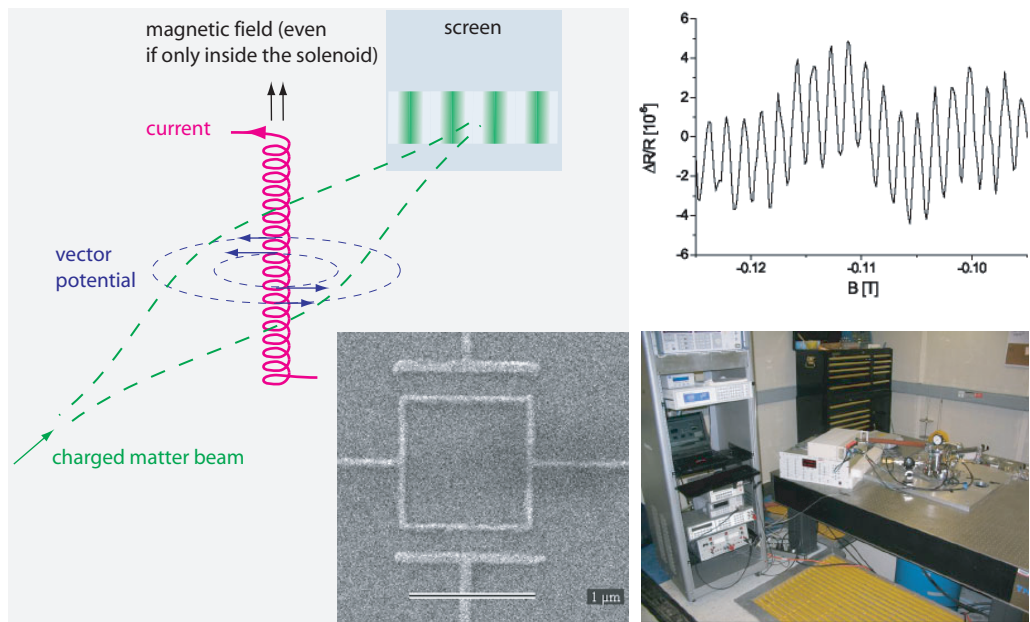 magnetic field (even
if only inside the solenoid)
screen
current
vector
potential
charged matter beam
1 µm
ΔR/R [10⁻⁶]
6
4
2
0
-2
-4
-6
-0.12
-0.11
-0.10
B [T]